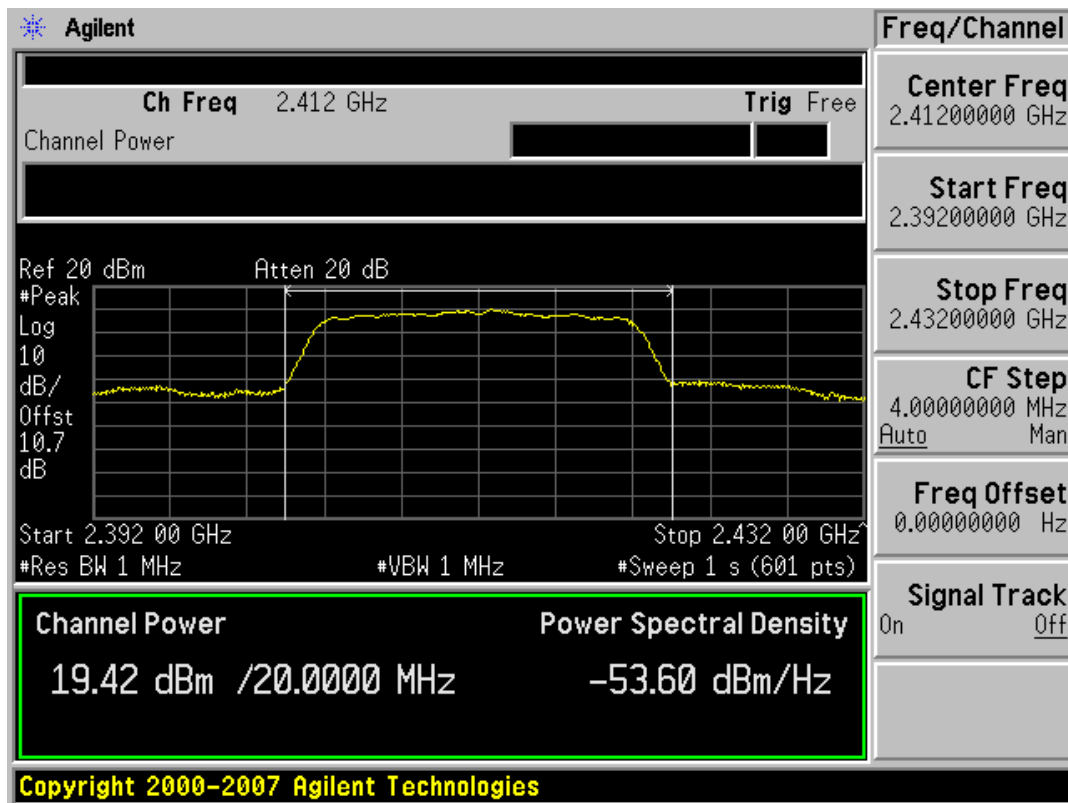 Agilent
Freq/Channel
Ch Freq 2.412 GHz Trig Free
Channel Power
Ref 20 dBm Atten 20 dB
#Peak
Log
10
dB/
Offst
10.7
dB
Start 2.392 00 GHz Stop 2.432 00 GHz^
#Res BW 1 MHz #VBW 1 MHz #Sweep 1 s (601 pts)
Channel Power Power Spectral Density
19.42 dBm /20.0000 MHz -53.60 dBm/Hz
Center Freq
2.41200000 GHz
Start Freq
2.39200000 GHz
Stop Freq
2.43200000 GHz
CF Step
4.00000000 MHz
Auto Man
Freq Offset
0.00000000 Hz
Signal Track
On Off
Copyright 2000-2007 Agilent Technologies